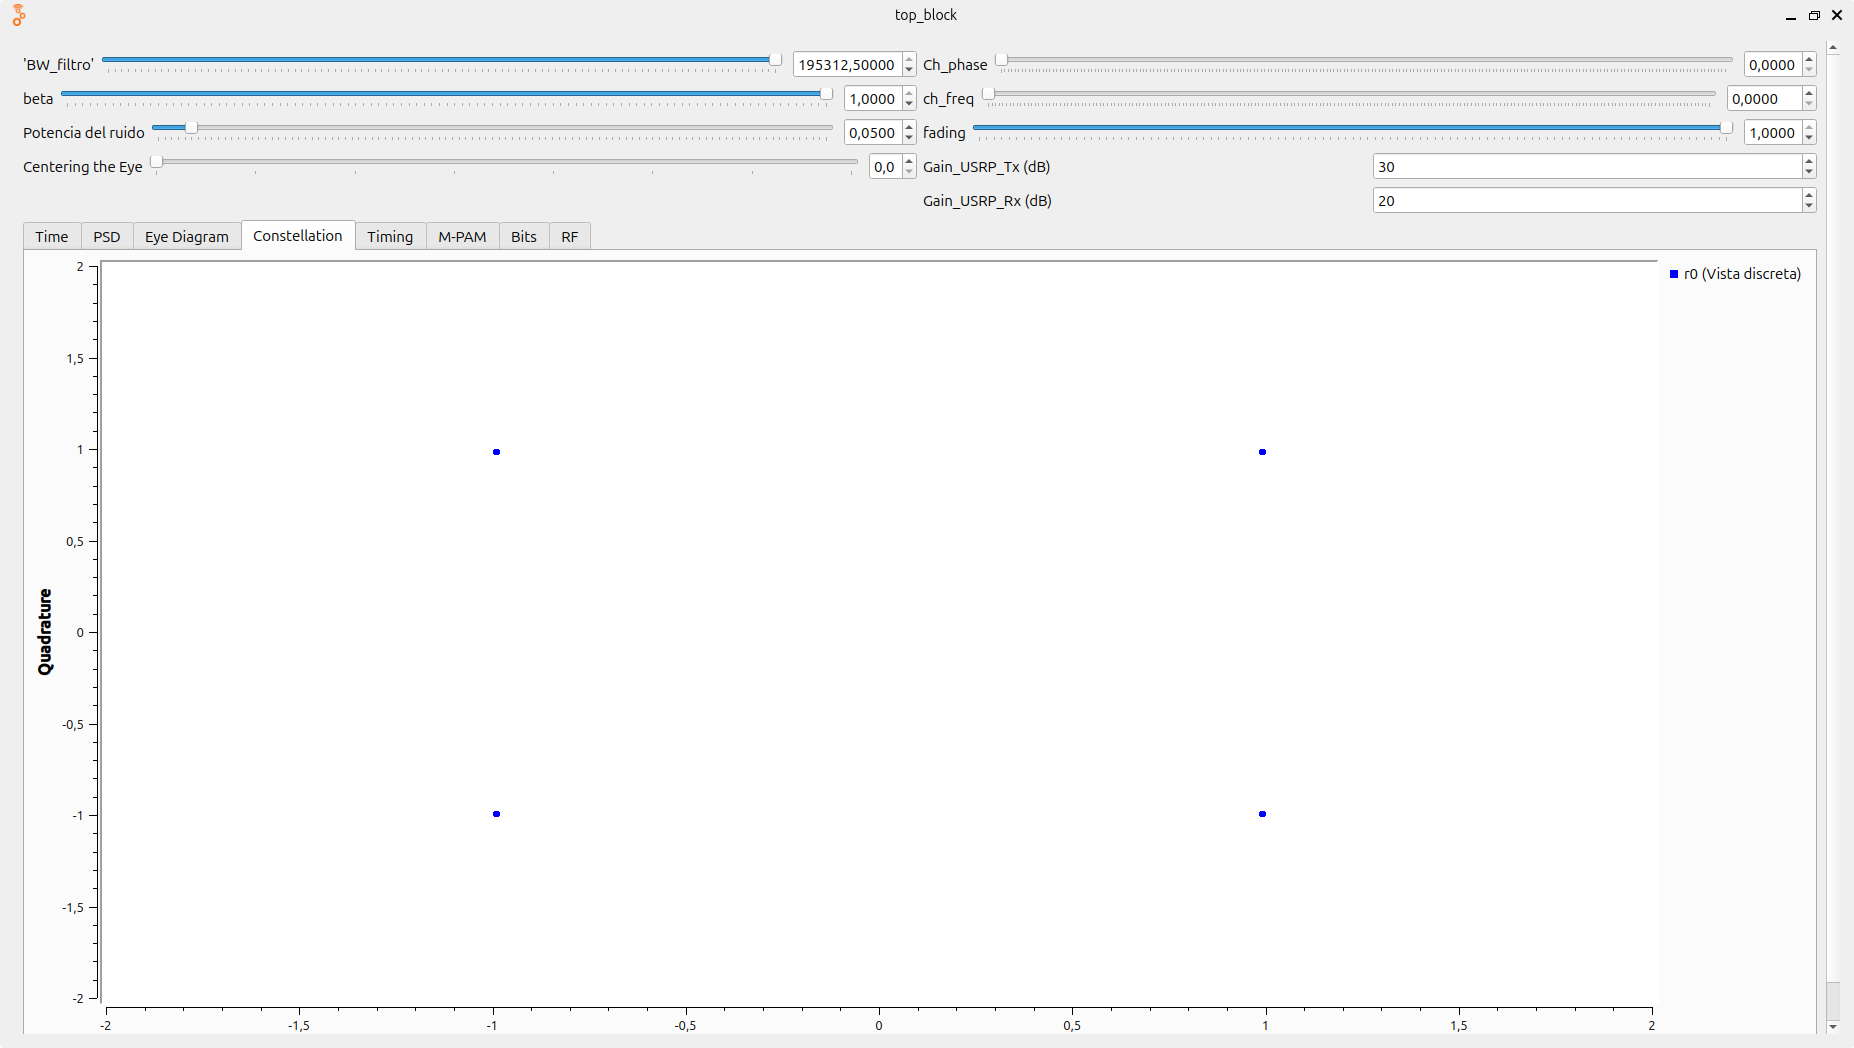 top_block
'BW_filtro' 195312,50000 Ch_phase 0,0000
beta 1,0000 ch_freq 0,0000
Potencia del ruido 0,0500 fading 1,0000
Centering the Eye 0,0 Gain_USRP_Tx (dB) 30
Gain_USRP_Rx (dB) 20
Time PSD Eye Diagram Constellation Timing M-PAM Bits RF
2
r0 (Vista discreta)
1,5
1
0,5
0
-0,5
-1
-1,5
-2
Quadrature
-2 -1,5 -1 -0,5 0 0,5 1 1,5 2